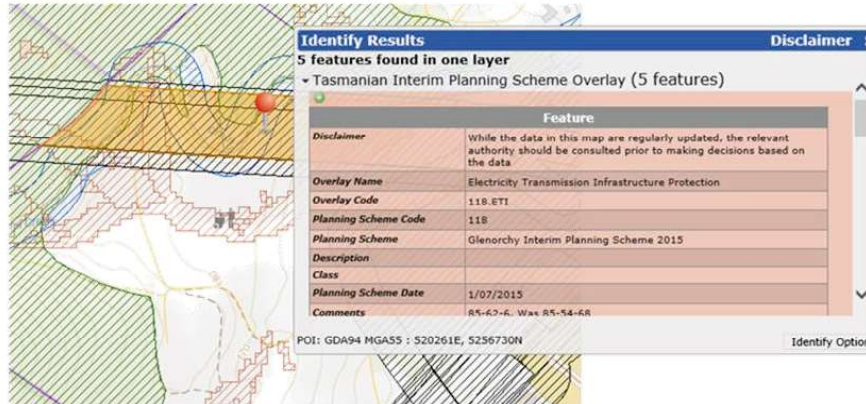 Identify Results Disclaimer
5 features found in one layer
Tasmanian Interim Planning Scheme Overlay (5 features)
Feature
Disclaimer While the data in this map are regularly updated, the relevant
authority should be consulted prior to making decisions based on
the data
Overlay Name Electricity Transmission Infrastructure Protection
Overlay Code 118.ETI
Planning Scheme Code 118
Planning Scheme Glenorchy Interim Planning Scheme 2015
Description
Class
Planning Scheme Date 1/07/2015
Comments 85-62-6, Was 85-54-68
POI: GDA94 MGA55 : 520261E, 5256730N Identify Option